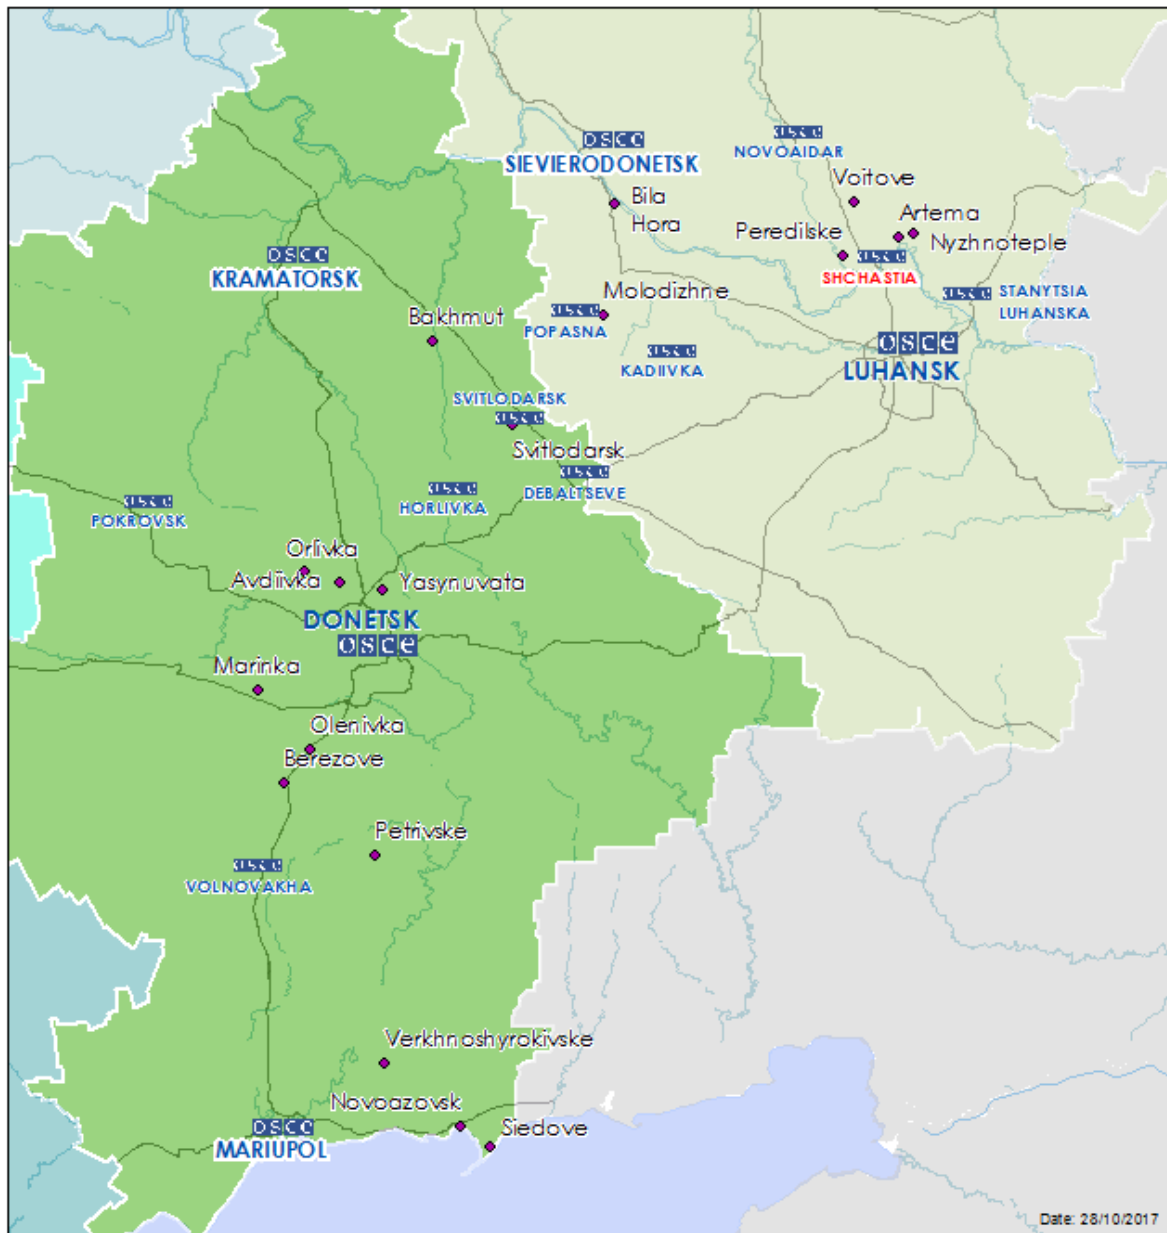 osce
SIEVIERODONETSK
osce
NOVOAIDAR
Voitove
Bila
Hora
Artema
Peredilske
Nyzhnoteple
osce
SHCHASTIA
osce
KRAMATORSK
Molodizhne
osce
STANYTSIA
LUHANSKA
Bakhmut
osce
POPASNA
osce
KADIIVKA
osce
LUHANSK
SVITLODARSK
osce
Svitlodarsk
osce
DEBALTSEVE
osce
POKROVSK
osce
HORLIVKA
Orlivka
Avdiivka
Yasynuvata
DONETSK
osce
Marinka
Olenivka
Berezove
Petrivske
osce
VOLNOVAKHA
Verkhnoshyrokivske
Novoazovsk
Siedove
osce
MARIUPOL
Date: 28/10/2017